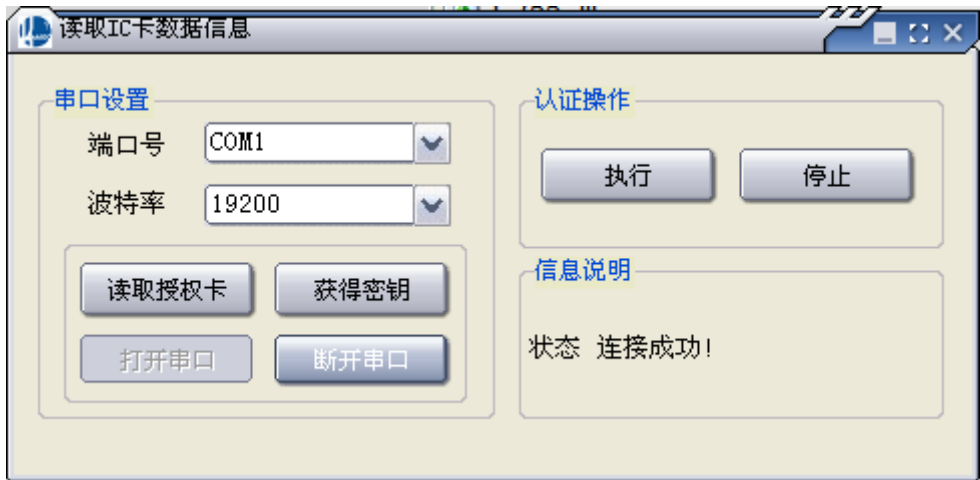 读取IC卡数据信息
串口设置
端口号 COM1
波特率 19200
读取授权卡 获得密钥
打开串口 断开串口
认证操作
执行 停止
信息说明
状态 连接成功!